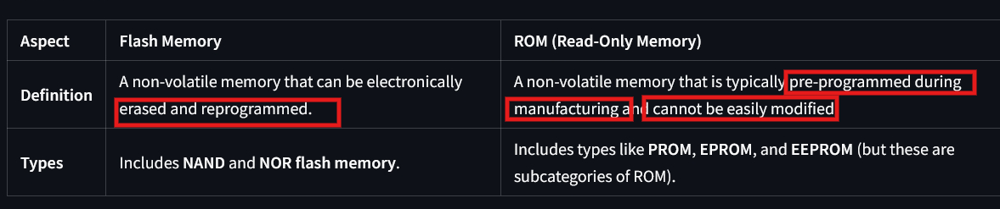 Aspect
Flash Memory
ROM (Read-Only Memory)
Definition
A non-volatile memory that can be electronically
erased and reprogrammed.
A non-volatile memory that is typically pre-programmed during
manufacturing and cannot be easily modified
Types
Includes NAND and NOR flash memory.
Includes types like PROM, EPROM, and EEPROM (but these are
subcategories of ROM).